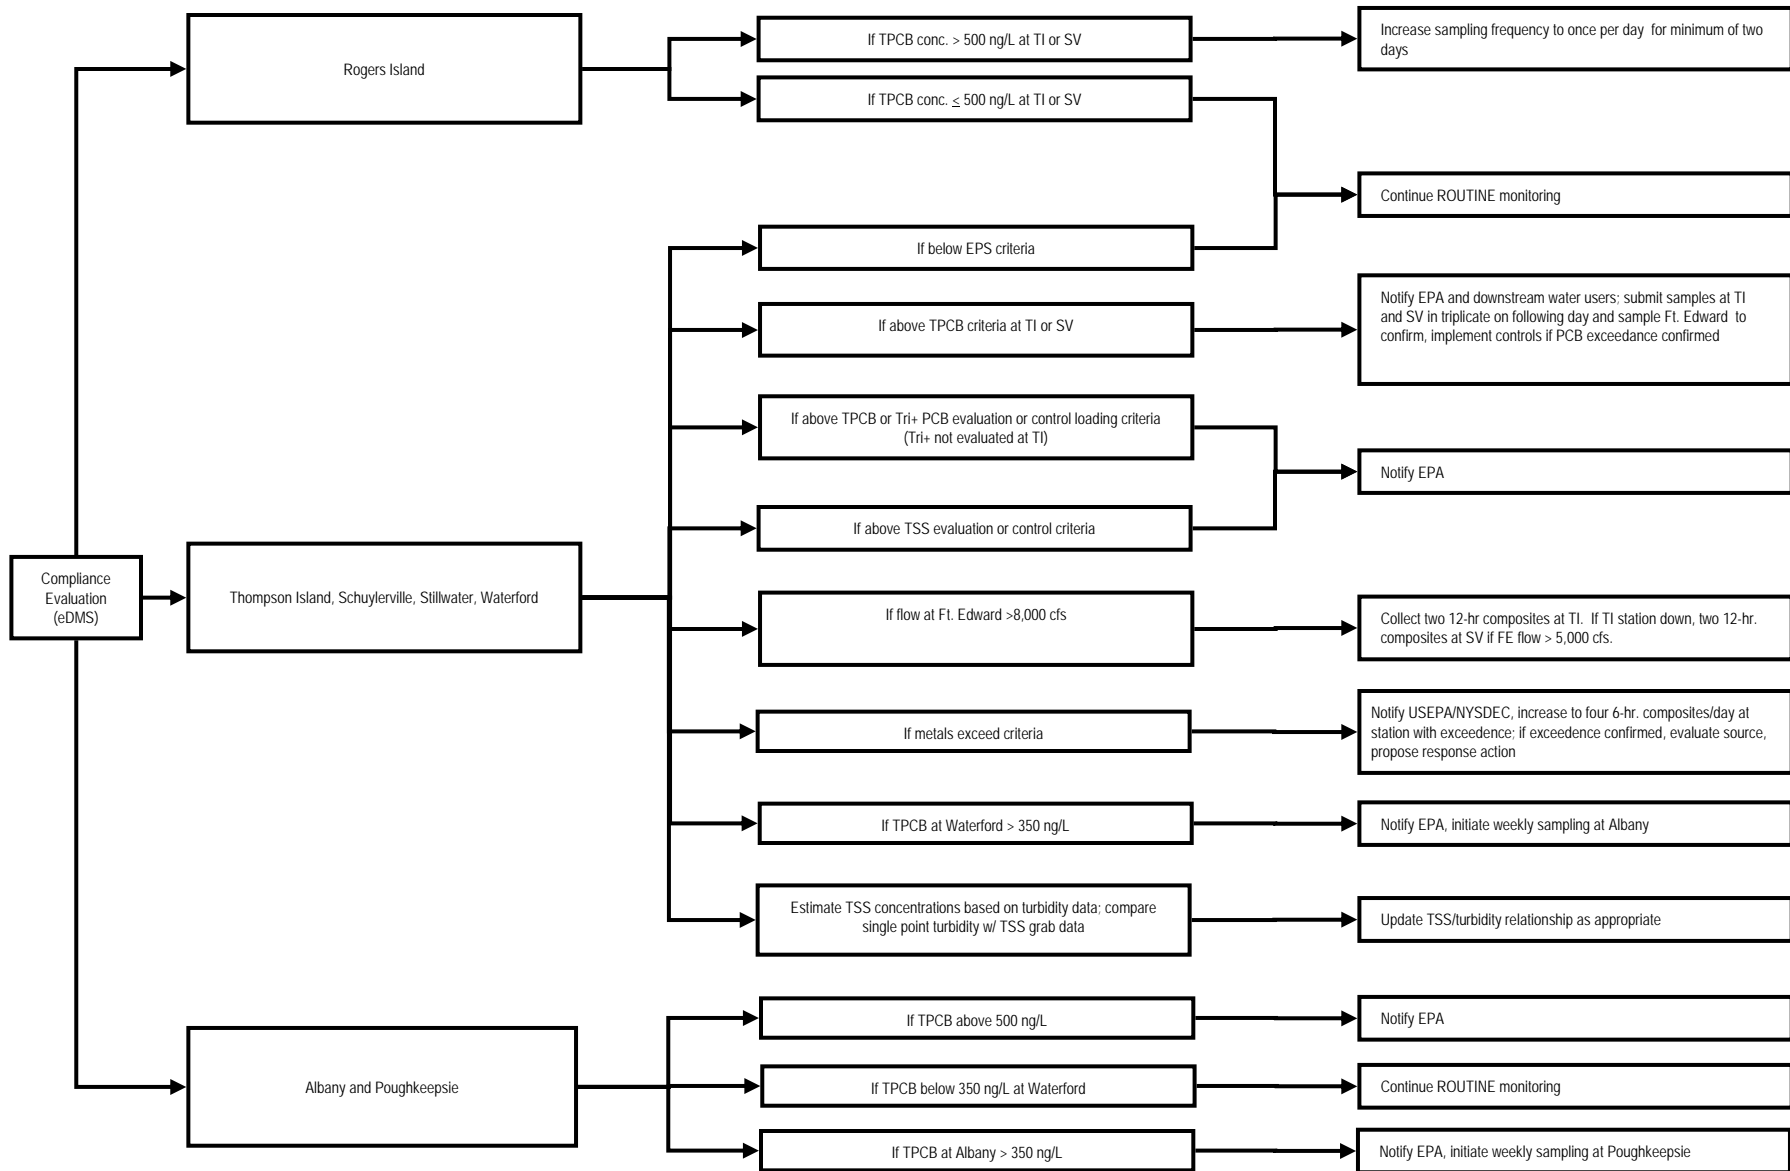 Compliance
Evaluation
(eDMS)
Rogers Island
If TPCB conc. > 500 ng/L at TI or SV
Increase sampling frequency to once per day for minimum of two
days
If TPCB conc. ≤ 500 ng/L at TI or SV
Continue ROUTINE monitoring
Thompson Island, Schuylerville, Stillwater, Waterford
If below EPS criteria
If above TPCB criteria at TI or SV
Notify EPA and downstream water users; submit samples at TI
and SV in triplicate on following day and sample Ft. Edward to
confirm, implement controls if PCB exceedance confirmed
If above TPCB or Tri+ PCB evaluation or control loading criteria
(Tri+ not evaluated at TI)
Notify EPA
If above TSS evaluation or control criteria
If flow at Ft. Edward >8,000 cfs
Collect two 12-hr composites at TI. If TI station down, two 12-hr.
composites at SV if FE flow > 5,000 cfs.
If metals exceed criteria
Notify USEPA/NYSDEC, increase to four 6-hr. composites/day at
station with exceedence; if exceedence confirmed, evaluate source,
propose response action
If TPCB at Waterford > 350 ng/L
Notify EPA, initiate weekly sampling at Albany
Estimate TSS concentrations based on turbidity data; compare
single point turbidity w/ TSS grab data
Update TSS/turbidity relationship as appropriate
Albany and Poughkeepsie
If TPCB above 500 ng/L
Notify EPA
If TPCB below 350 ng/L at Waterford
Continue ROUTINE monitoring
If TPCB at Albany > 350 ng/L
Notify EPA, initiate weekly sampling at Poughkeepsie